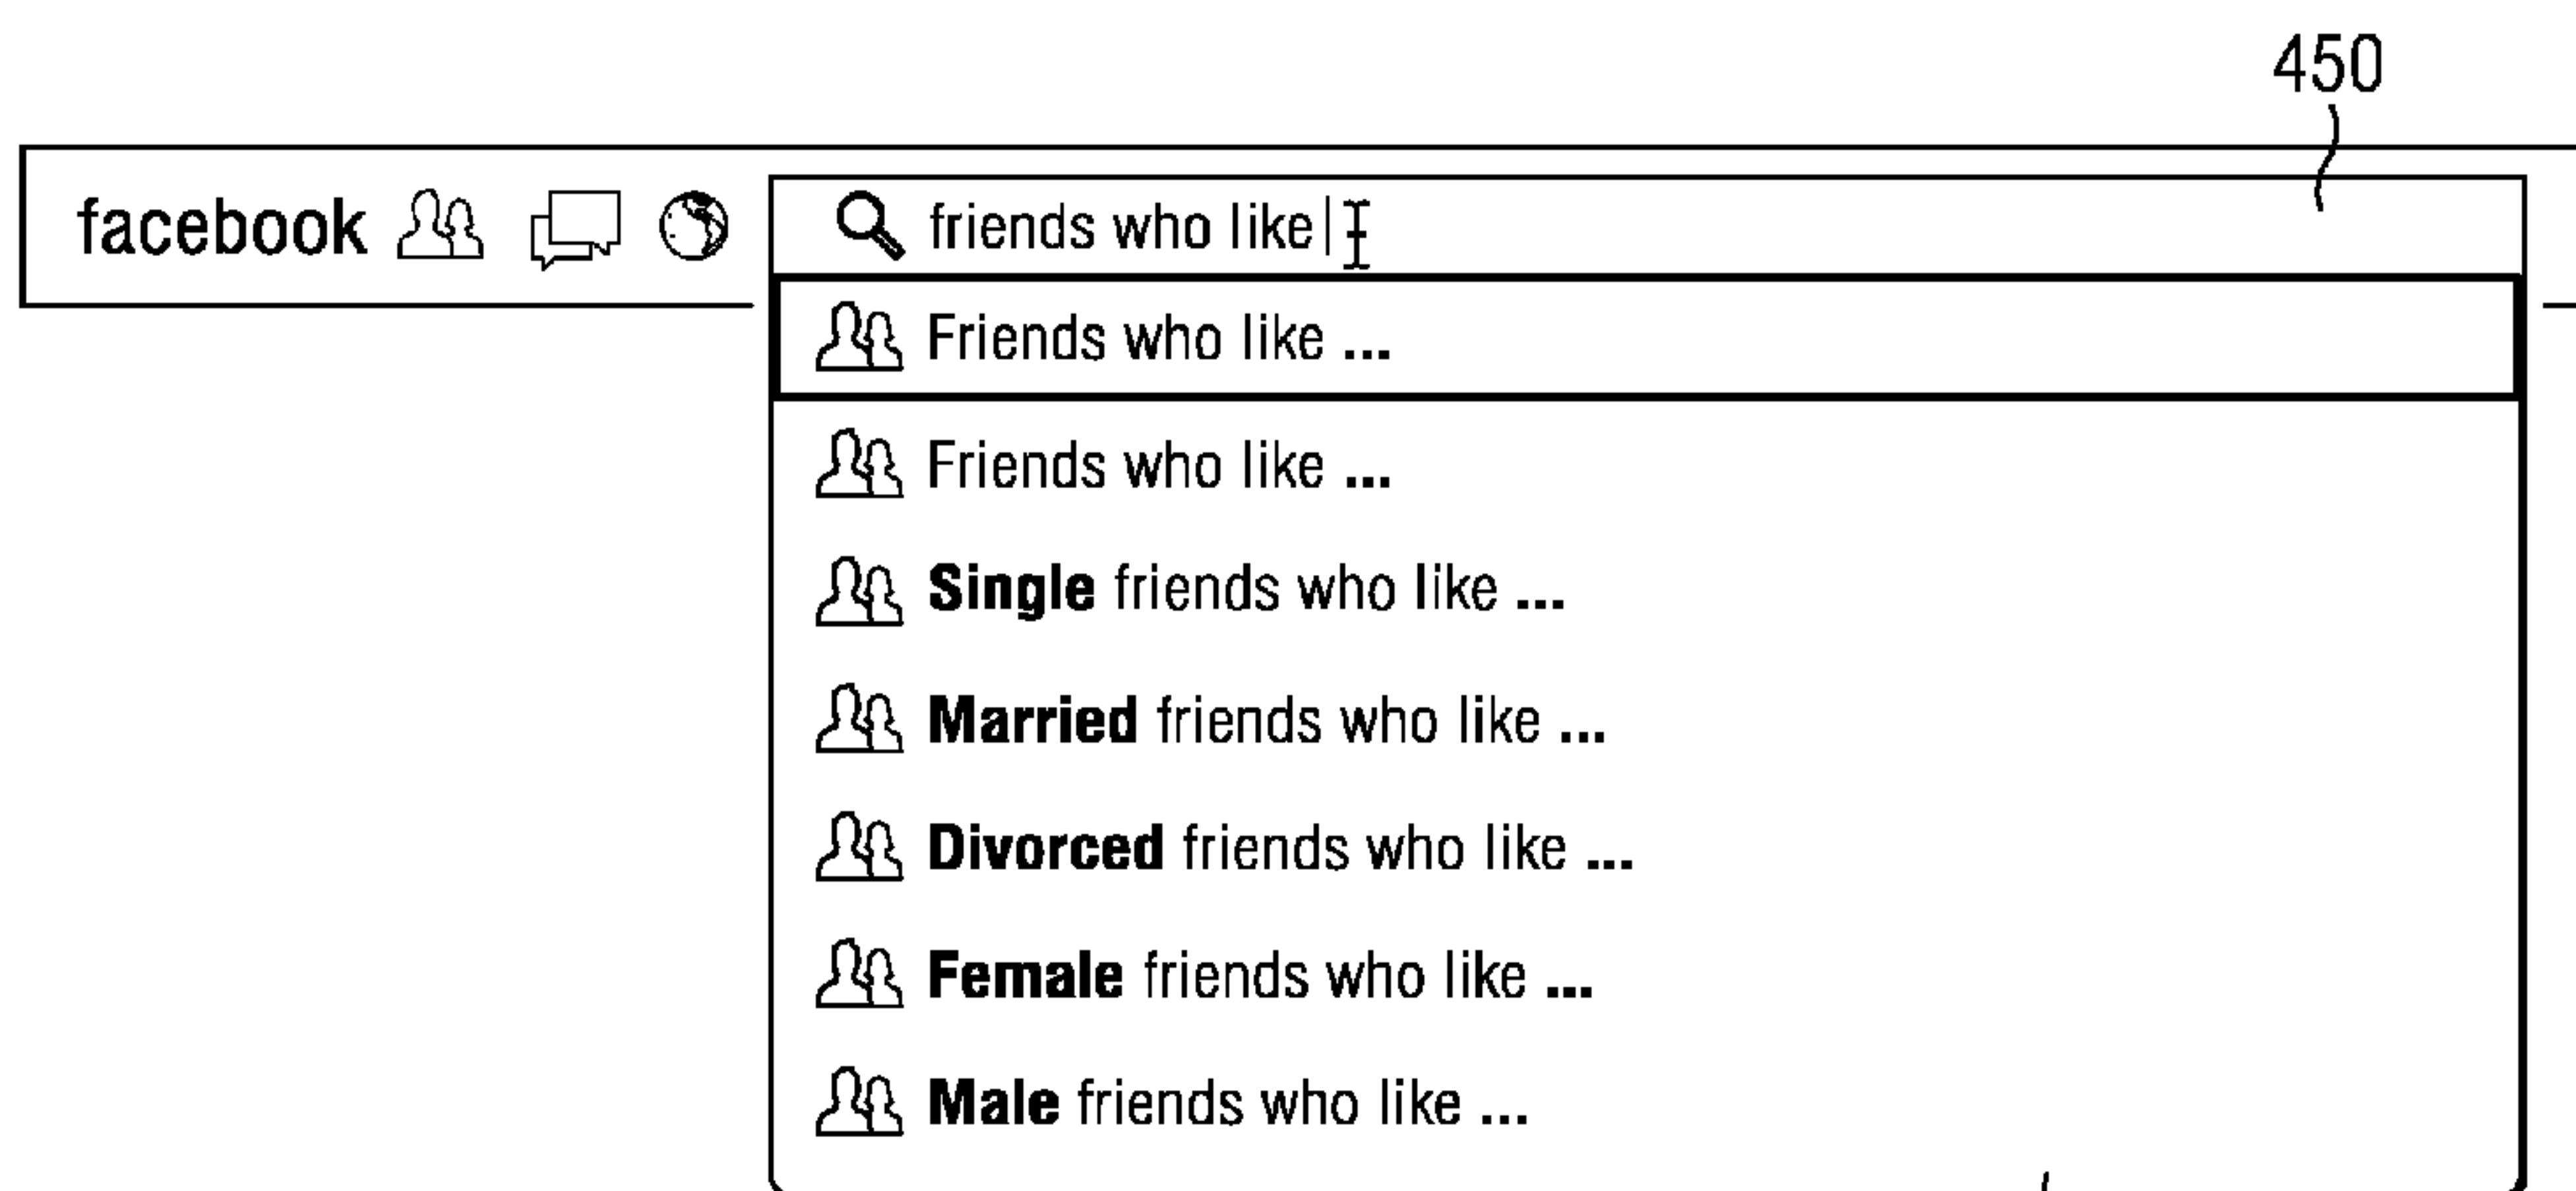 450
facebook friends who like
Friends who like ...
Friends who like ...
Single friends who like ...
Married friends who like ...
Divorced friends who like ...
Female friends who like ...
Male friends who like ...